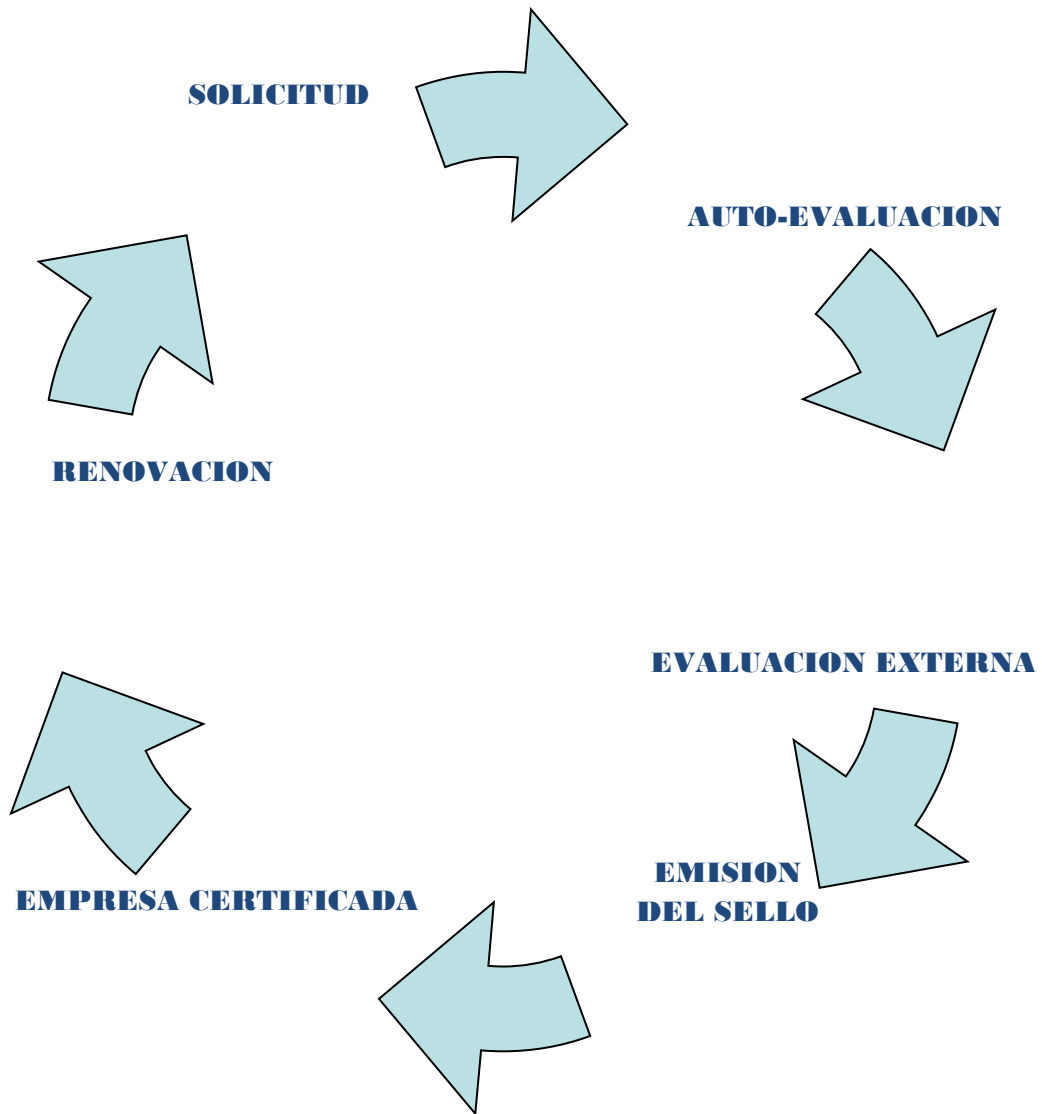 SOLICITUD
AUTO-EVALUACION
RENOVACION
EVALUACION EXTERNA
EMISION
DEL SELLO
EMPRESA CERTIFICADA